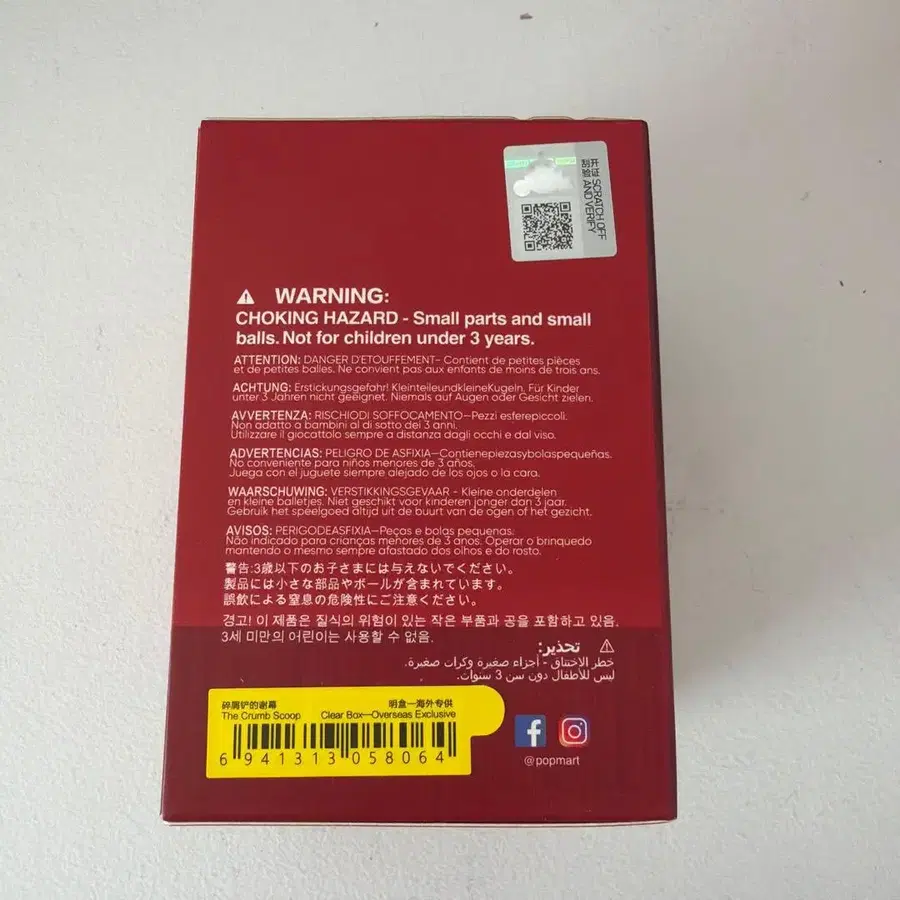 刮开
验证
SCRATCH OFF
AND VERIFY
⚠ WARNING:
CHOKING HAZARD - Small parts and small
balls. Not for children under 3 years.
ATTENTION: DANGER D'ETOUFFEMENT- Contient de petites pièces
et de petites balles. Ne convient pas aux enfants de moins de trois ans.
ACHTUNG: Erstickungsgefahr! KleinteileundkleineKugeln. Für Kinder
unter 3 Jahren nicht geeignet. Niemals auf Augen oder Gesicht zielen.
AVVERTENZA: RISCHIODI SOFFOCAMENTO—Pezzi esferepiccoli.
Non adatto a bambini al di sotto dei 3 anni.
Utilizzare il giocattolo sempre a distanza dagli occhi e dal viso.
ADVERTENCIAS: PELIGRO DE ASFIXIA—Contienepiezasybolaspequeñas.
No conveniente para niños menores de 3 años.
Juega con el juguete siempre alejado de los ojos o la cara.
WAARSCHUWING: VERSTIKKINGSGEVAAR - Kleine onderdelen
en kleine balletjes. Niet geschikt voor kinderen jonger dan 3 jaar.
Gebruik het speelgoed altijd uit de buurt van de ogen of het gezicht.
AVISOS: PERIGODEASFIXIA—Peças e bolas pequenas.
Não indicado para crianças menores de 3 anos. Operar o brinquedo
mantendo o mesmo sempre afastado dos olhos e do rosto.
警告:3歳以下のお子さまには与えないでください。
製品には小さな部品やボールが含まれています。
誤飲による窒息の危険性にご注意ください。
경고! 이 제품은 질식의 위험이 있는 작은 부품과 공을 포함하고 있음.
3세 미만의 어린이는 사용할 수 없음.
⚠ تحذير:
خطر الاختناق - أجزاء صغيرة وكرات صغيرة.
ليس للأطفال دون سن 3 سنوات.
碎屑铲的谢幕 明盒—海外专供
The Crumb Scoop Clear Box—Overseas Exclusive
6 941313 058064
@popmart